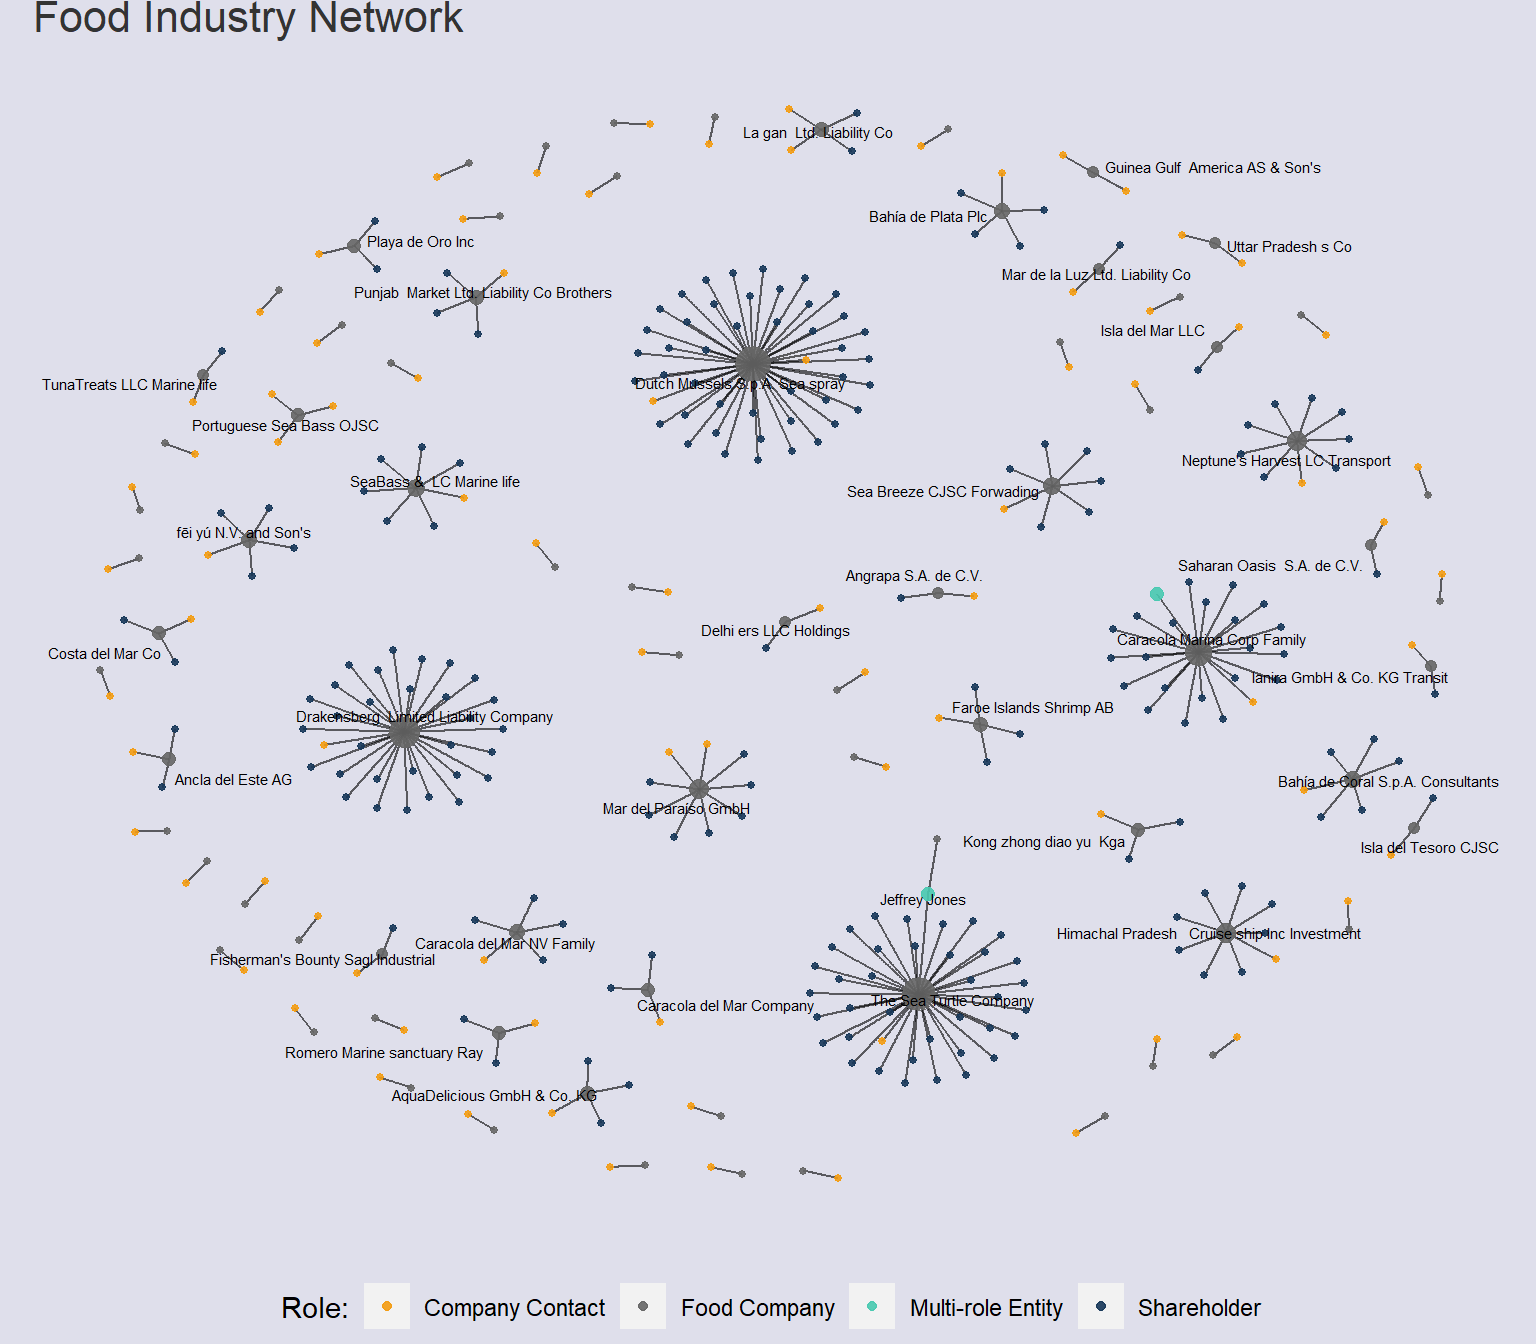 Food Industry Network
La gan  Ltd. Liability Co
Guinea Gulf  America AS & Son's
Bahía de Plata Plc
Playa de Oro Inc
Uttar Pradesh s Co
Mar de la Luz Ltd. Liability Co
Punjab  Market Ltd. Liability Co Brothers
Isla del Mar LLC
TunaTreats LLC Marine life
Dutch Mussels S.p.A. Sea spray
Portuguese Sea Bass OJSC
Neptune's Harvest LC Transport
SeaBass &  LC Marine life
Sea Breeze CJSC Forwading
fēi yú N.V. and Son's
Saharan Oasis  S.A. de C.V.
Angrapa S.A. de C.V.
Delhi ers LLC Holdings
Caracola Marina Corp Family
Costa del Mar Co
Ianira GmbH & Co. KG Transit
Faroe Islands Shrimp AB
Drakensberg  Limited Liability Company
Ancla del Este AG
Bahía de Coral S.p.A. Consultants
Mar del Paraíso GmbH
Kong zhong diao yu  Kga
Isla del Tesoro CJSC
Jeffrey Jones
Himachal Pradesh   Cruise ship Inc Investment
Caracola del Mar NV Family
Fisherman's Bounty Sagl Industrial
The Sea Turtle Company
Caracola del Mar Company
Romero Marine sanctuary Ray
AquaDelicious GmbH & Co. KG
Role: Company Contact Food Company Multi-role Entity Shareholder